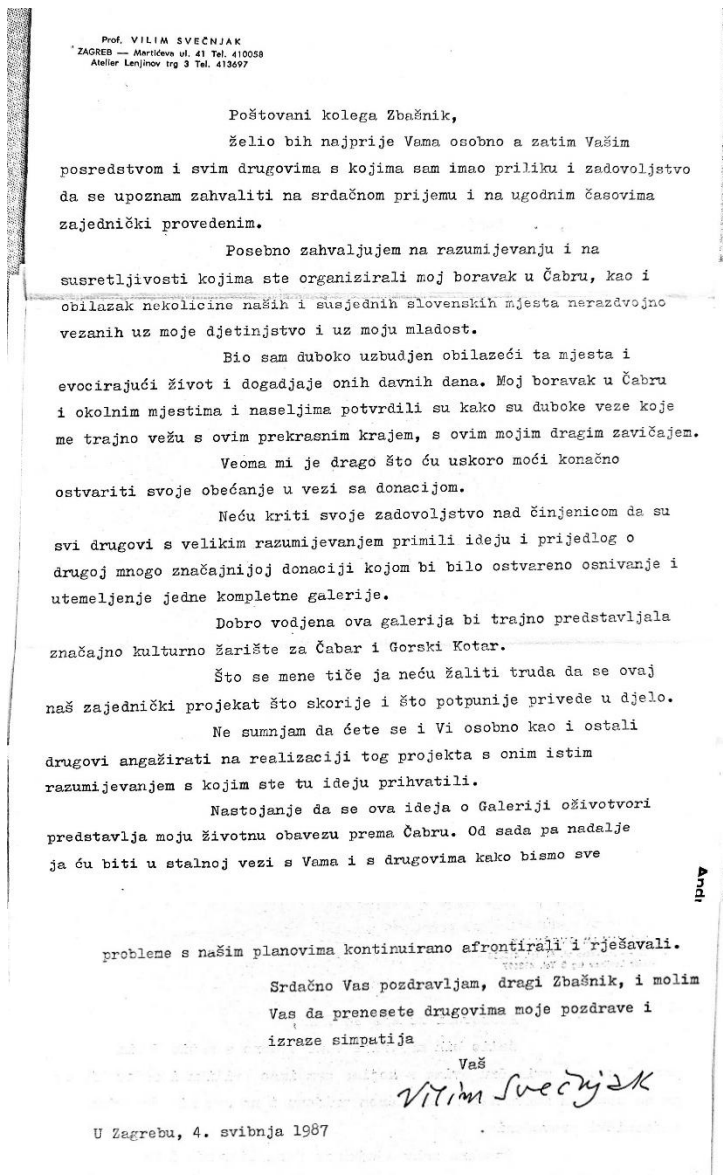 Prof. VILIM SVEČNJAK
ZAGREB — Martićeva ul. 41 Tel. 410058
Atelier Lenjinov trg 3 Tel. 413697
Poštovani kolega Zbašnik,
želio bih najprije Vama osobno a zatim Vašim
posredstvom i svim drugovima s kojima sam imao priliku i zadovoljstvo
da se upoznam zahvaliti na srdačnom prijemu i na ugodnim časovima
zajednički provedenim.
Posebno zahvaljujem na razumijevanju i na
susretljivosti kojima ste organizirali moj boravak u Čabru, kao i
obilazak nekolicine naših i susjednih slovenskih mjesta nerazdvojno
vezanih uz moje djetinjstvo i uz moju mladost.
Bio sam duboko uzbudjen obilazeći ta mjesta i
evocirajući život i dogadjaje onih davnih dana. Moj boravak u Čabru
i okolnim mjestima i naseljima potvrdili su kako su duboke veze koje
me trajno vežu s ovim prekrasnim krajem, s ovim mojim dragim zavičajem.
Veoma mi je drago što ću uskoro moći konačno
ostvariti svoje obećanje u vezi sa donacijom.
Neću kriti svoje zadovoljstvo nad činjenicom da su
svi drugovi s velikim razumijevanjem primili ideju i prijedlog o
drugoj mnogo značajnijoj donaciji kojom bi bilo ostvareno osnivanje i
utemeljenje jedne kompletne galerije.
Dobro vodjena ova galerija bi trajno predstavljala
značajno kulturno žarište za Čabar i Gorski Kotar.
Što se mene tiče ja neću žaliti truda da se ovaj
naš zajednički projekat što skorije i što potpunije privede u djelo.
Ne sumnjam da ćete se i Vi osobno kao i ostali
drugovi angažirati na realizaciji tog projekta s onim istim
razumijevanjem s kojim ste tu ideju prihvatili.
Nastojanje da se ova ideja o Galeriji oživotvori
predstavlja moju životnu obavezu prema Čabru. Od sada pa nadalje
ja ću biti u stalnoj vezi s Vama i s drugovima kako bismo sve
Andi
probleme s našim planovima kontinuirano afrontirali i rješavali.
Srdačno Vas pozdravljam, dragi Zbašnik, i molim
Vas da prenesete drugovima moje pozdrave i
izraze simpatija
Vaš
Vilim Svečnjak
U Zagrebu, 4. svibnja 1987